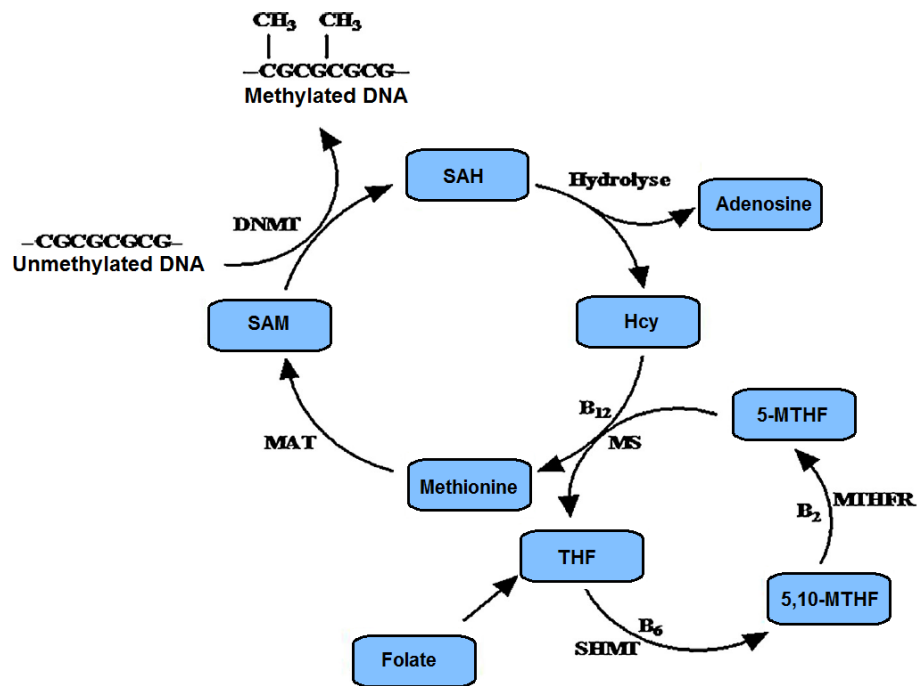 CH₃ CH₃
–CGCGCGCG–
Methylated DNA
SAH
Hydrolyse
Adenosine
DNMT
–CGCGCGCG–
Unmethylated DNA
SAM
Hcy
B₁₂
MS
5-MTHF
MAT
Methionine
MTHFR
B₂
THF
5,10-MTHF
B₆
SHMT
Folate